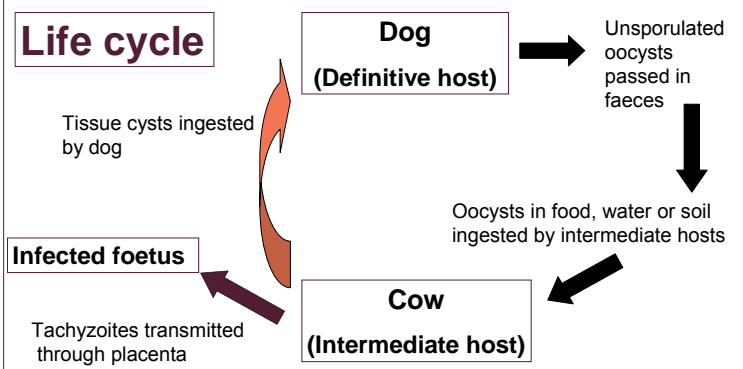 Life cycle
Dog
(Definitive host)
Unsporulated
oocysts
passed in
faeces
Tissue cysts ingested
by dog
Oocysts in food, water or soil
ingested by intermediate hosts
Infected foetus
Cow
(Intermediate host)
Tachyzoites transmitted
through placenta